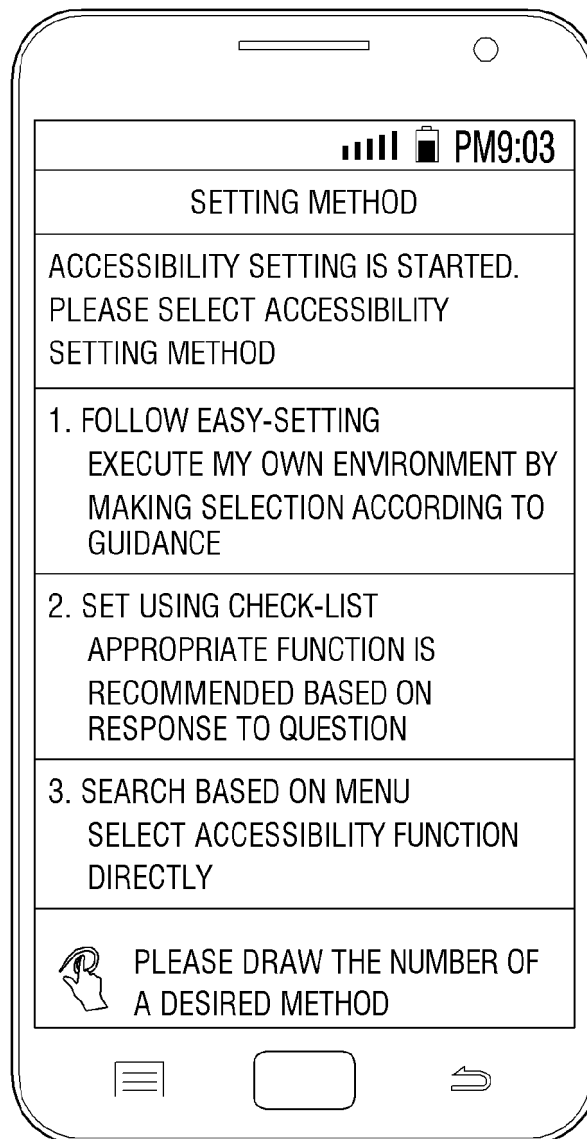 PM9:03
SETTING METHOD
ACCESSIBILITY SETTING IS STARTED.
PLEASE SELECT ACCESSIBILITY
SETTING METHOD
1. FOLLOW EASY-SETTING
EXECUTE MY OWN ENVIRONMENT BY
MAKING SELECTION ACCORDING TO
GUIDANCE
2. SET USING CHECK-LIST
APPROPRIATE FUNCTION IS
RECOMMENDED BASED ON
RESPONSE TO QUESTION
3. SEARCH BASED ON MENU
SELECT ACCESSIBILITY FUNCTION
DIRECTLY
PLEASE DRAW THE NUMBER OF
A DESIRED METHOD